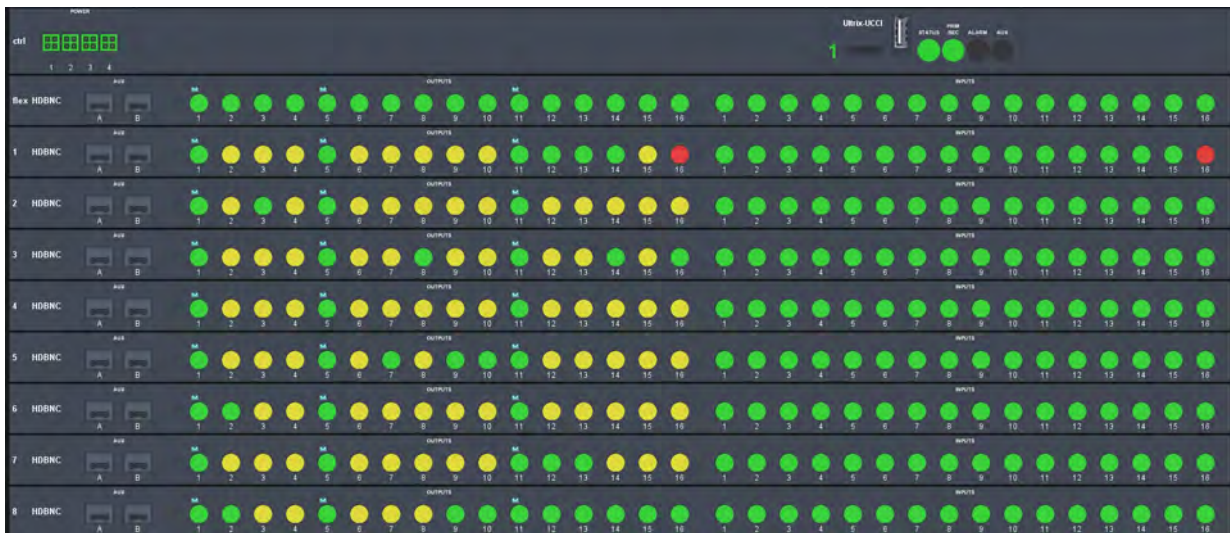 POWER
ctrl
1 2 3 4
Ultrix-UCCI
1
STATUS PRIM /SEC ALARM AUX
AUX OUTPUTS INPUTS
flex HDBNC
M M M
A B 1 2 3 4 5 6 7 8 9 10 11 12 13 14 15 16 1 2 3 4 5 6 7 8 9 10 11 12 13 14 15 16
AUX OUTPUTS INPUTS
1 HDBNC
M M M
A B 1 2 3 4 5 6 7 8 9 10 11 12 13 14 15 16 1 2 3 4 5 6 7 8 9 10 11 12 13 14 15 16
AUX OUTPUTS INPUTS
2 HDBNC
M M M
A B 1 2 3 4 5 6 7 8 9 10 11 12 13 14 15 16 1 2 3 4 5 6 7 8 9 10 11 12 13 14 15 16
AUX OUTPUTS INPUTS
3 HDBNC
M M M
A B 1 2 3 4 5 6 7 8 9 10 11 12 13 14 15 16 1 2 3 4 5 6 7 8 9 10 11 12 13 14 15 16
AUX OUTPUTS INPUTS
4 HDBNC
M M M
A B 1 2 3 4 5 6 7 8 9 10 11 12 13 14 15 16 1 2 3 4 5 6 7 8 9 10 11 12 13 14 15 16
AUX OUTPUTS INPUTS
5 HDBNC
M M M
A B 1 2 3 4 5 6 7 8 9 10 11 12 13 14 15 16 1 2 3 4 5 6 7 8 9 10 11 12 13 14 15 16
AUX OUTPUTS INPUTS
6 HDBNC
M M M
A B 1 2 3 4 5 6 7 8 9 10 11 12 13 14 15 16 1 2 3 4 5 6 7 8 9 10 11 12 13 14 15 16
AUX OUTPUTS INPUTS
7 HDBNC
M M M
A B 1 2 3 4 5 6 7 8 9 10 11 12 13 14 15 16 1 2 3 4 5 6 7 8 9 10 11 12 13 14 15 16
AUX OUTPUTS INPUTS
8 HDBNC
M M M
A B 1 2 3 4 5 6 7 8 9 10 11 12 13 14 15 16 1 2 3 4 5 6 7 8 9 10 11 12 13 14 15 16